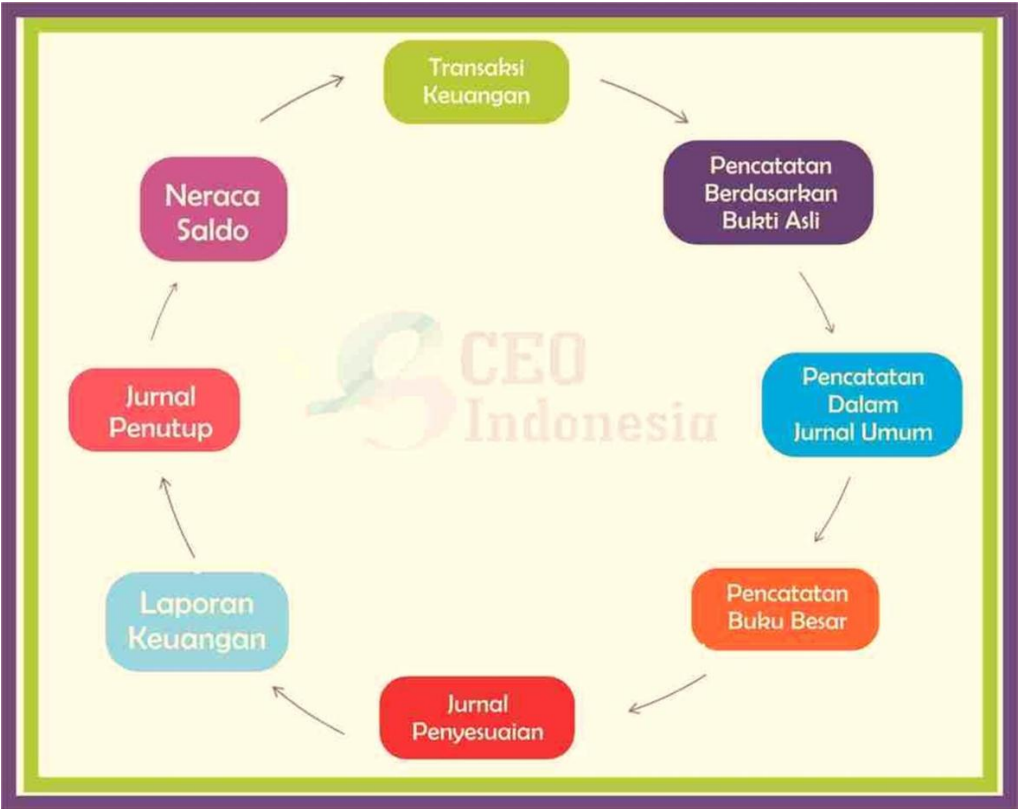 Transaksi
Keuangan
Pencatatan
Berdasarkan
Bukti Asli
Pencatatan
Dalam
Jurnal Umum
Pencatatan
Buku Besar
Jurnal
Penyesuaian
Laporan
Keuangan
Jurnal
Penutup
Neraca
Saldo
CEO
Indonesia